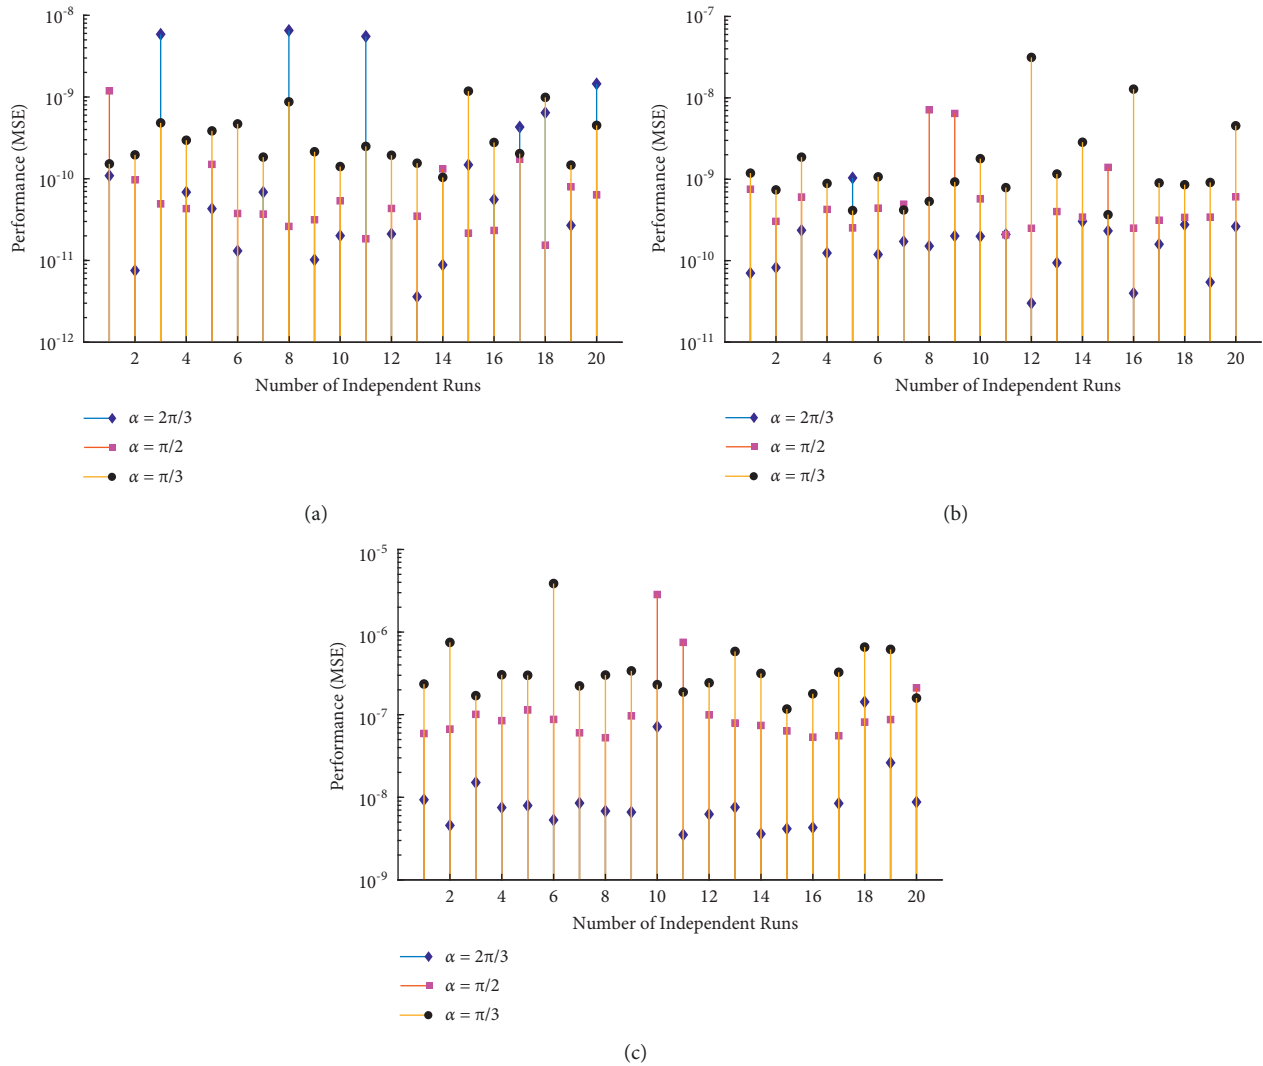 10-8
10-9
10-10
10-11
10-12
Performance (MSE)
2 4 6 8 10 12 14 16 18 20
Number of Independent Runs
α = 2π/3
α = π/2
α = π/3
(a)
10-7
10-8
10-9
10-10
10-11
Performance (MSE)
2 4 6 8 10 12 14 16 18 20
Number of Independent Runs
α = 2π/3
α = π/2
α = π/3
(b)
10-5
10-6
10-7
10-8
10-9
Performance (MSE)
2 4 6 8 10 12 14 16 18 20
Number of Independent Runs
α = 2π/3
α = π/2
α = π/3
(c)